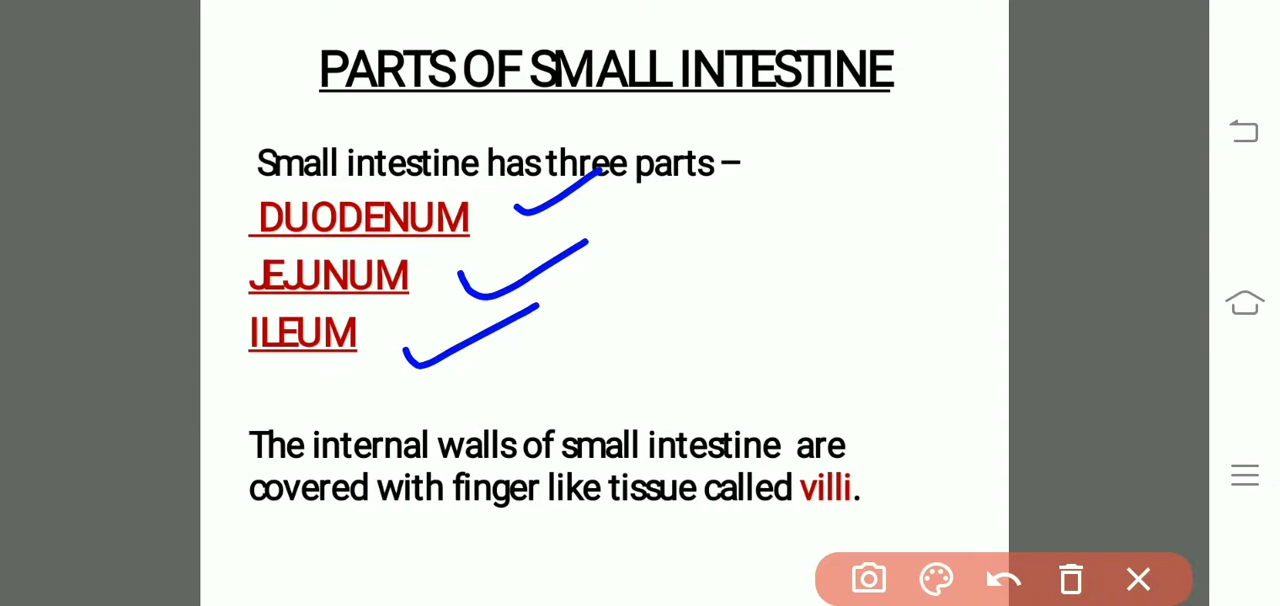 PARTS OF SMALL INTESTINE
Small intestine has three parts –
DUODENUM
JEJUNUM
ILEUM
The internal walls of small intestine are
covered with finger like tissue called villi.